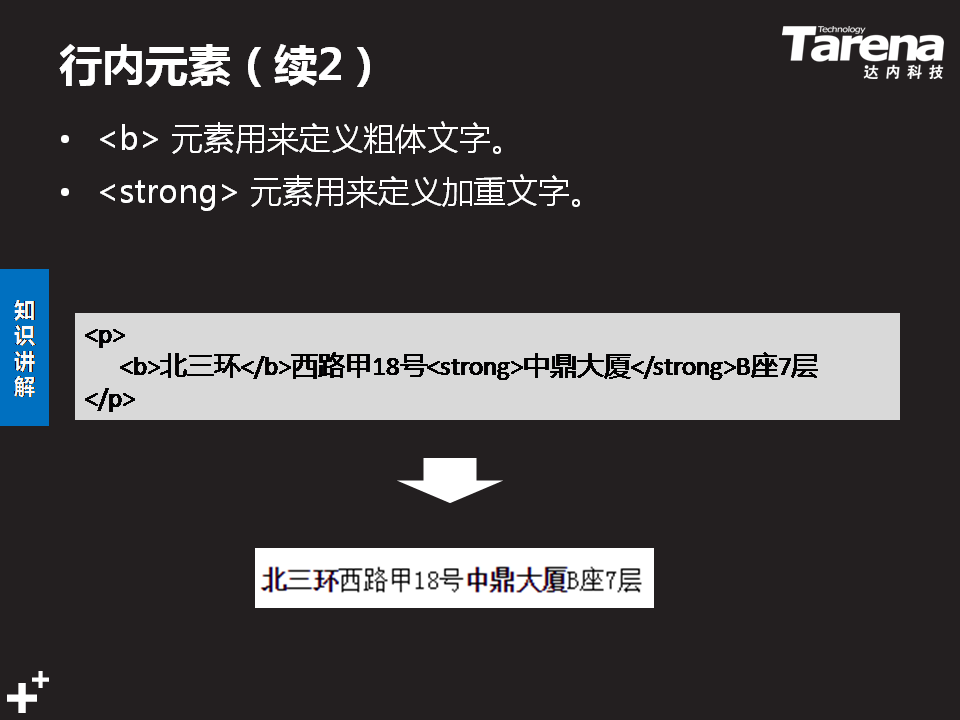 行内元素（续2）
Technology
Tarena
达内科技
• <b> 元素用来定义粗体文字。
• <strong> 元素用来定义加重文字。
知识讲解
<p>
<b>北三环</b>西路甲18号<strong>中鼎大厦</strong>B座7层
</p>
北三环西路甲18号中鼎大厦B座7层